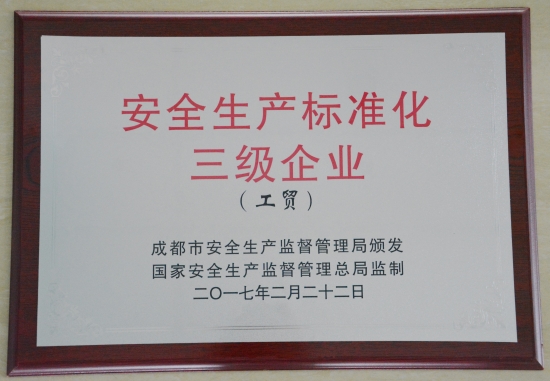 安全生产标准化
三级企业
（工贸）
成都市安全生产监督管理局颁发
国家安全生产监督管理总局监制
二〇一七年二月二十二日